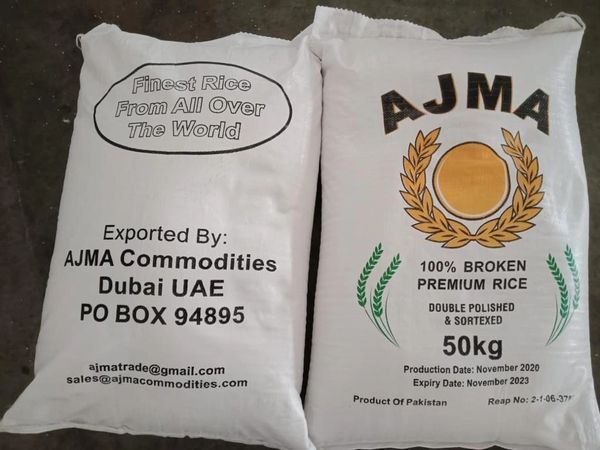 Finest Rice
From All Over
The World
Exported By:
AJMA Commodities
Dubai UAE
PO BOX 94895
ajmatrade@gmail.com
sales@ajmacommodities.com
AJMA
100% BROKEN
PREMIUM RICE
DOUBLE POLISHED
& SORTEXED
50kg
Production Date: November 2020
Expiry Date: November 2023
Product Of Pakistan
Reap No: